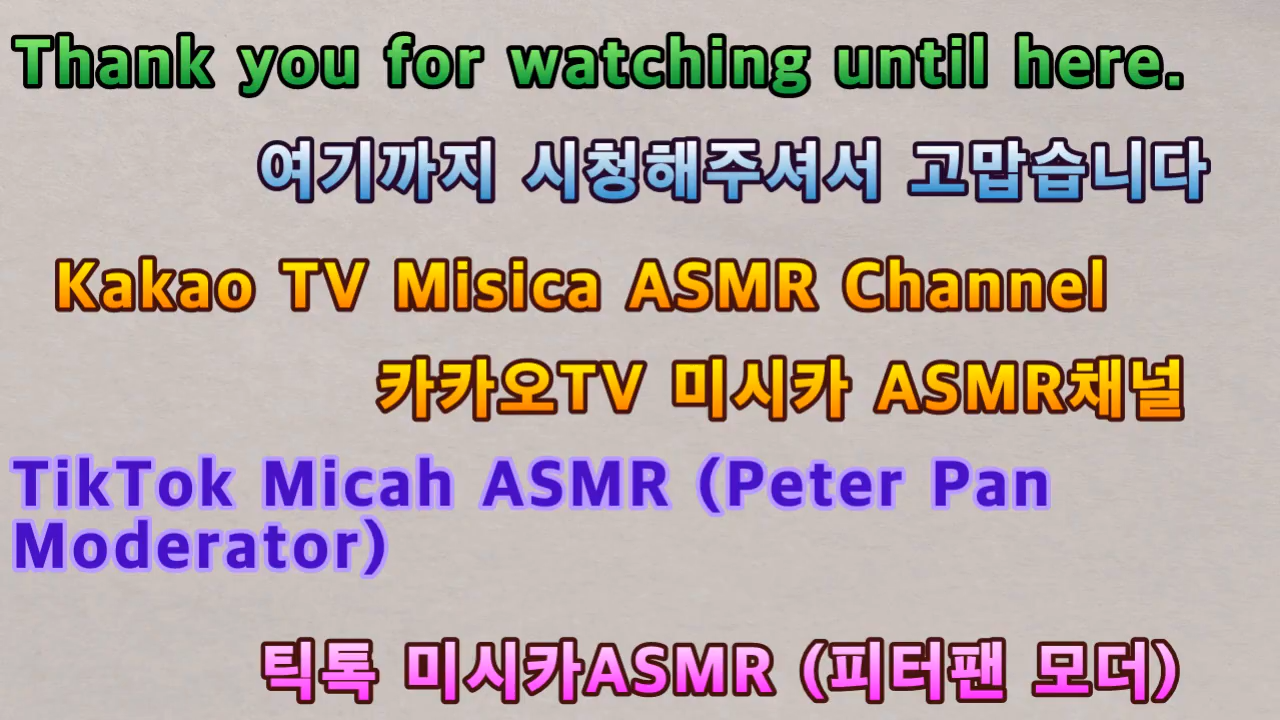 Thank you for watching until here.
여기까지 시청해주셔서 고맙습니다
Kakao TV Misica ASMR Channel
카카오TV 미시카 ASMR채널
TikTok Micah ASMR (Peter Pan
Moderator)
틱톡 미시카ASMR (피터팬 모더)